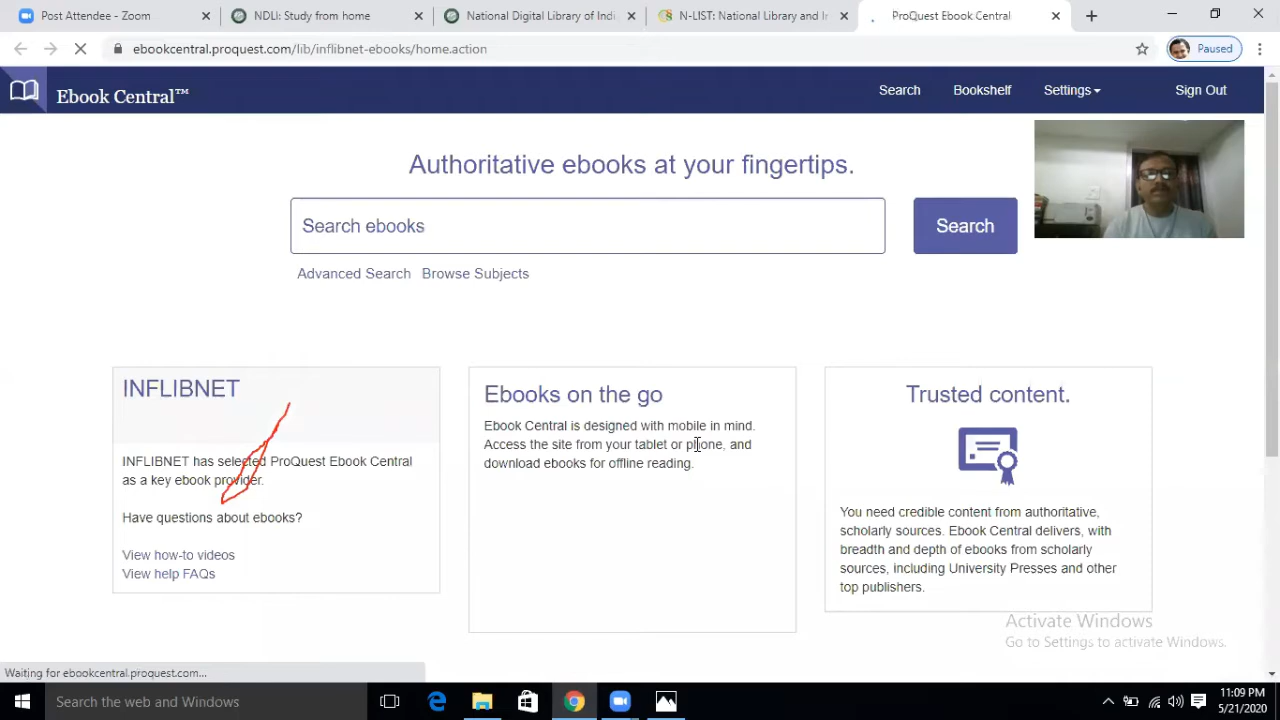 Post Attendee - Zoom
NDLI: Study from home
National Digital Library of Indi
N-LIST: National Library and In
ProQuest Ebook Central
ebookcentral.proquest.com/lib/inflibnet-ebooks/home.action
Paused
Ebook Central™
Search
Bookshelf
Settings
Sign Out
Authoritative ebooks at your fingertips.
Search ebooks
Search
Advanced Search
Browse Subjects
INFLIBNET
INFLIBNET has selected ProQuest Ebook Central
as a key ebook provider.
Have questions about ebooks?
View how-to videos
View help FAQs
Ebooks on the go
Ebook Central is designed with mobile in mind.
Access the site from your tablet or phone, and
download ebooks for offline reading.
Trusted content.
You need credible content from authoritative,
scholarly sources. Ebook Central delivers, with
breadth and depth of ebooks from scholarly
sources, including University Presses and other
top publishers.
Activate Windows
Go to Settings to activate Windows.
Waiting for ebookcentral.proquest.com...
Search the web and Windows
11:09 PM
5/21/2020